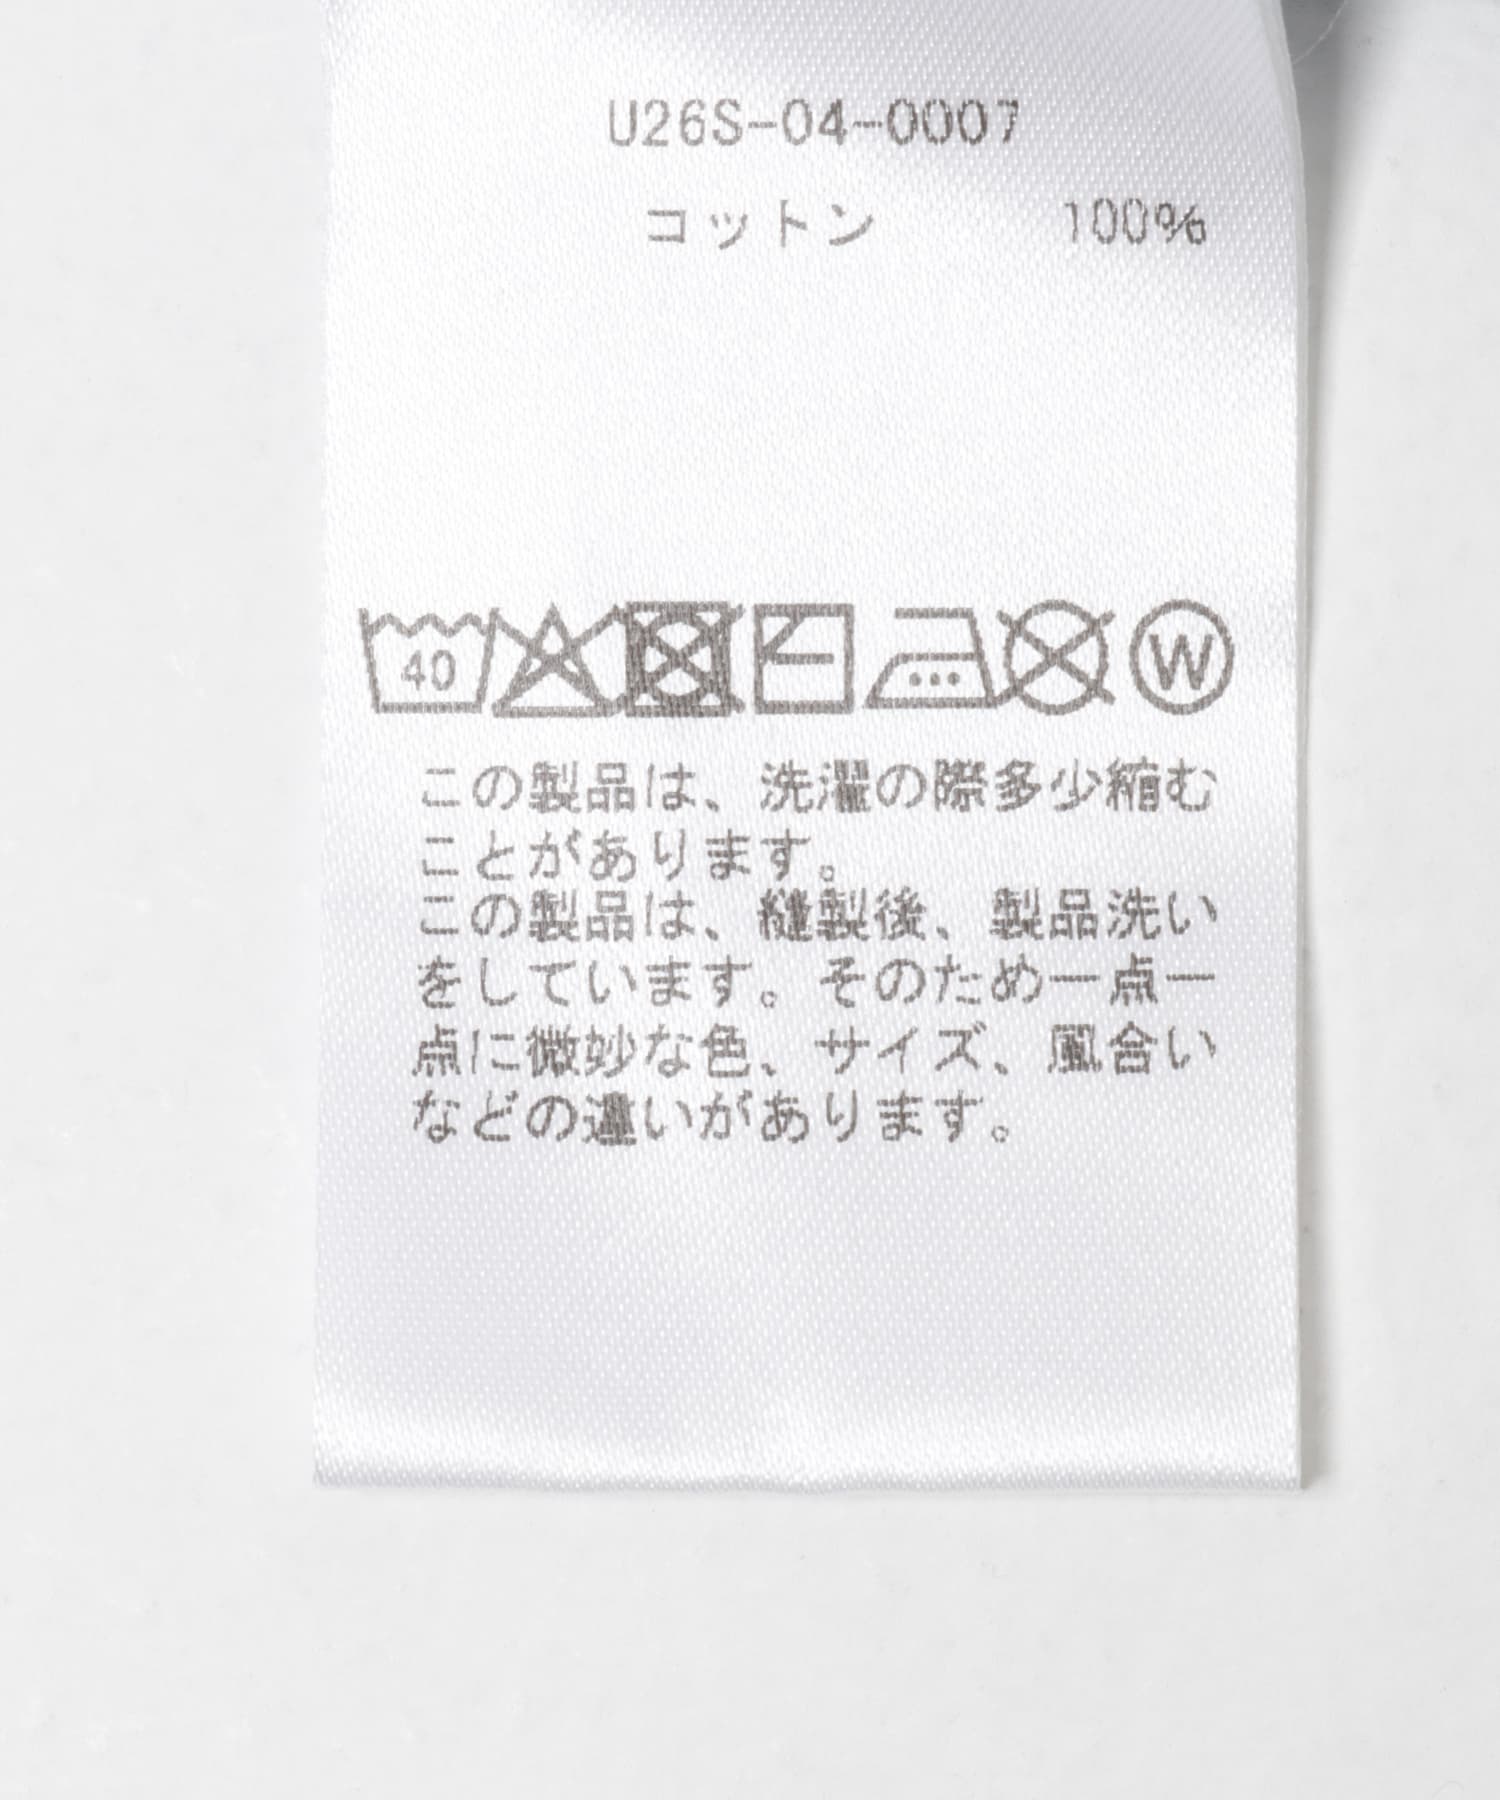 U26S-04-0007
コットン 100%
40 W
この製品は、洗濯の際多少縮む
ことがあります。
この製品は、縫製後、製品洗い
をしています。そのため一点一
点に微妙な色、サイズ、風合い
などの違いがあります。